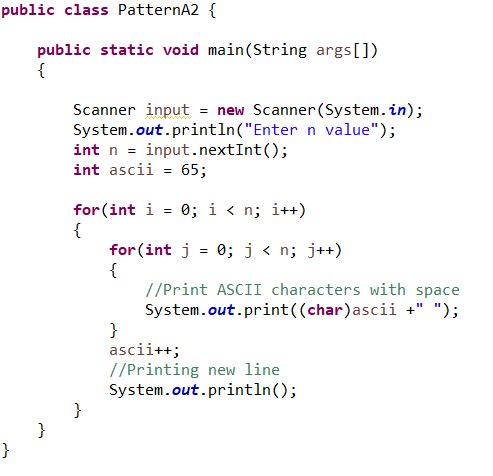 public class PatternA2 {
public static void main(String args[])
{
Scanner input = new Scanner(System.in);
System.out.println("Enter n value");
int n = input.nextInt();
int ascii = 65;
for(int i = 0; i < n; i++)
{
for(int j = 0; j < n; j++)
{
//Print ASCII characters with space
System.out.print((char)ascii +" ");
}
ascii++;
//Printing new line
System.out.println();
}
}
}